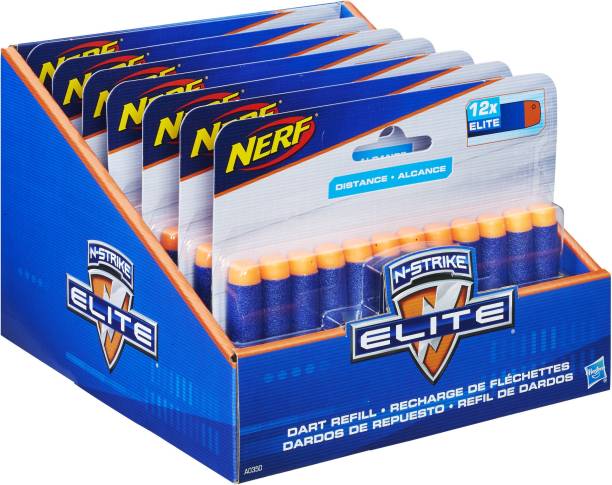 NERF
NERF
NERF
NERF
NERF
NERF
NERF
12x
ELITE
DISTANCE • ALCANCE
N-STRIKE
ELITE
N-STRIKE
ELITE
DART REFILL • RECHARGE DE FLÉCHETTES
DARDOS DE REPUESTO • REFIL DE DARDOS
Hasbro
A0350